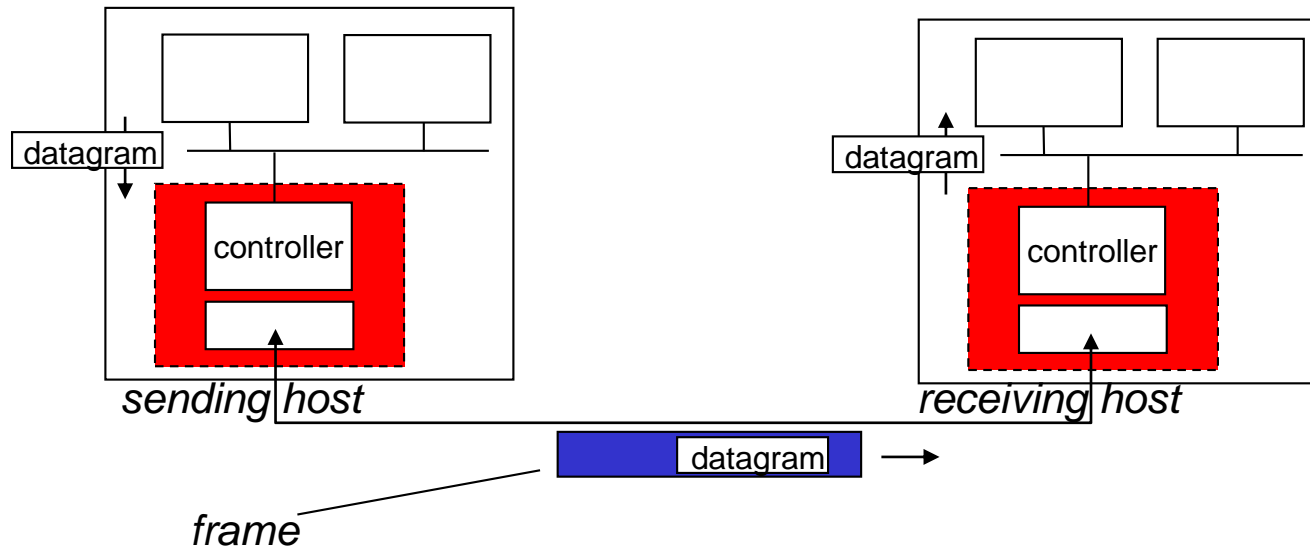 datagram
datagram
controller
controller
sending host
receiving host
datagram
frame